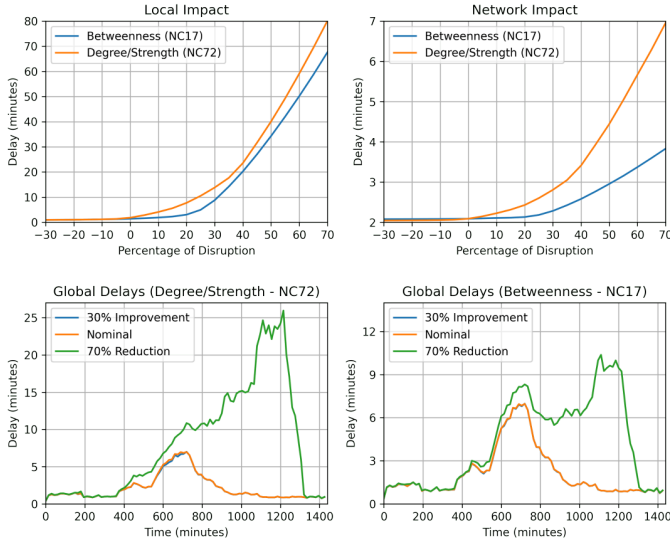 Local Impact
80
70
60
50
40
30
20
10
0
Delay (minutes)
Betweenness (NC17)
Degree/Strength (NC72)
−30 −20 −10 0 10 20 30 40 50 60 70
Percentage of Disruption
Network Impact
7
6
5
4
3
2
Delay (minutes)
Betweenness (NC17)
Degree/Strength (NC72)
−30 −20 −10 0 10 20 30 40 50 60 70
Percentage of Disruption
Global Delays (Degree/Strength - NC72)
25
20
15
10
5
0
Delay (minutes)
30% Improvement
Nominal
70% Reduction
0 200 400 600 800 1000 1200 1400
Time (minutes)
Global Delays (Betweenness - NC17)
12
9
6
3
0
Delay (minutes)
30% Improvement
Nominal
70% Reduction
0 200 400 600 800 1000 1200 1400
Time (minutes)